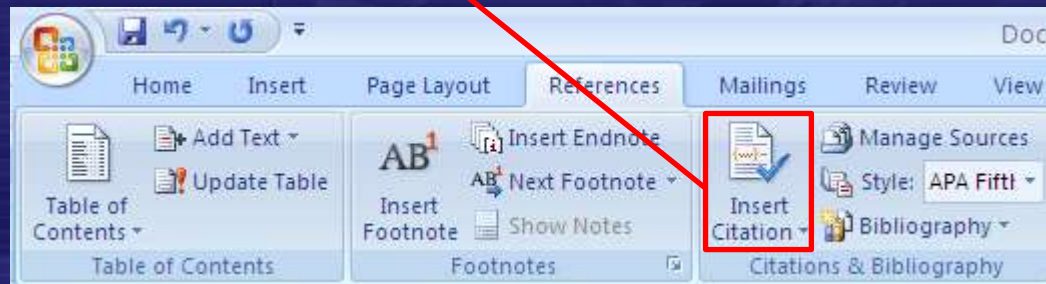 Doc
Home Insert Page Layout References Mailings Review View
Table of Contents
Add Text
Update Table
Table of Contents
AB1 Insert Footnote
Insert Endnote
AB1 Next Footnote
Show Notes
Footnotes
Insert Citation
Manage Sources
Style: APA Fifth
Bibliography
Citations & Bibliography